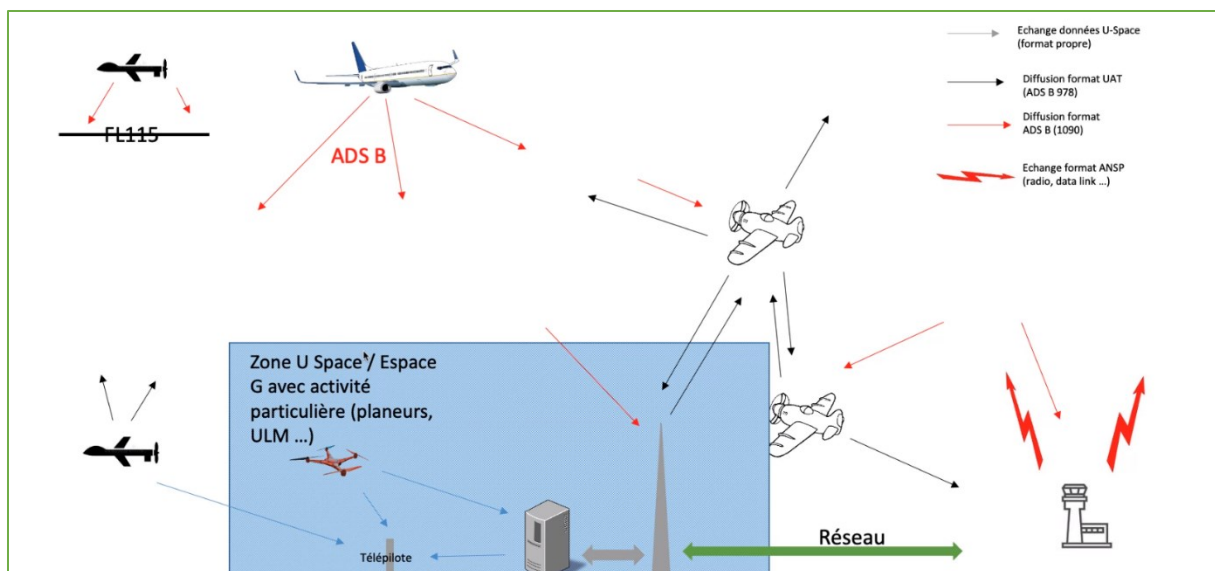 Echange données U-Space
(format propre)
Diffusion format UAT
(ADS B 978)
Diffusion format
ADS B (1090)
Echange format ANSP
(radio, data link ...)
FL115
ADS B
Zone U Space / Espace
G avec activité
particulière (planeurs,
ULM ...)
Télépilote
Réseau